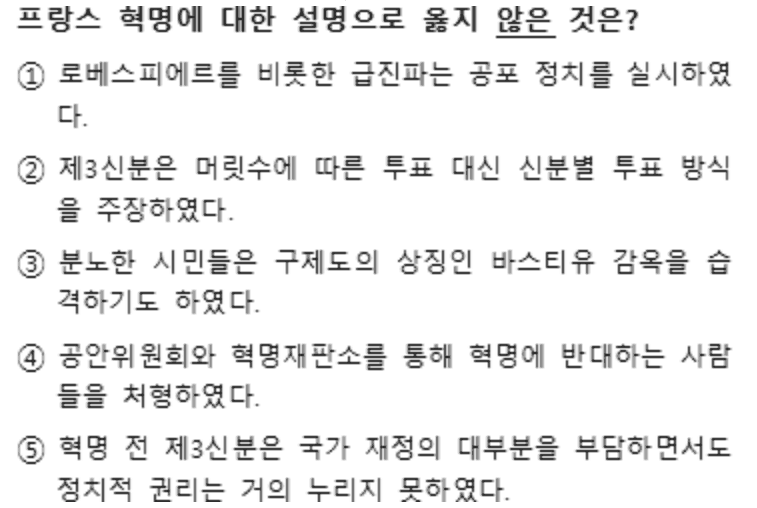 프랑스 혁명에 대한 설명으로 옳지 않은 것은?
① 로베스피에르를 비롯한 급진파는 공포 정치를 실시하였
다.
② 제3신분은 머릿수에 따른 투표 대신 신분별 투표 방식
을 주장하였다.
③ 분노한 시민들은 구제도의 상징인 바스티유 감옥을 습
격하기도 하였다.
④ 공안위원회와 혁명재판소를 통해 혁명에 반대하는 사람
들을 처형하였다.
⑤ 혁명 전 제3신분은 국가 재정의 대부분을 부담하면서도
정치적 권리는 거의 누리지 못하였다.